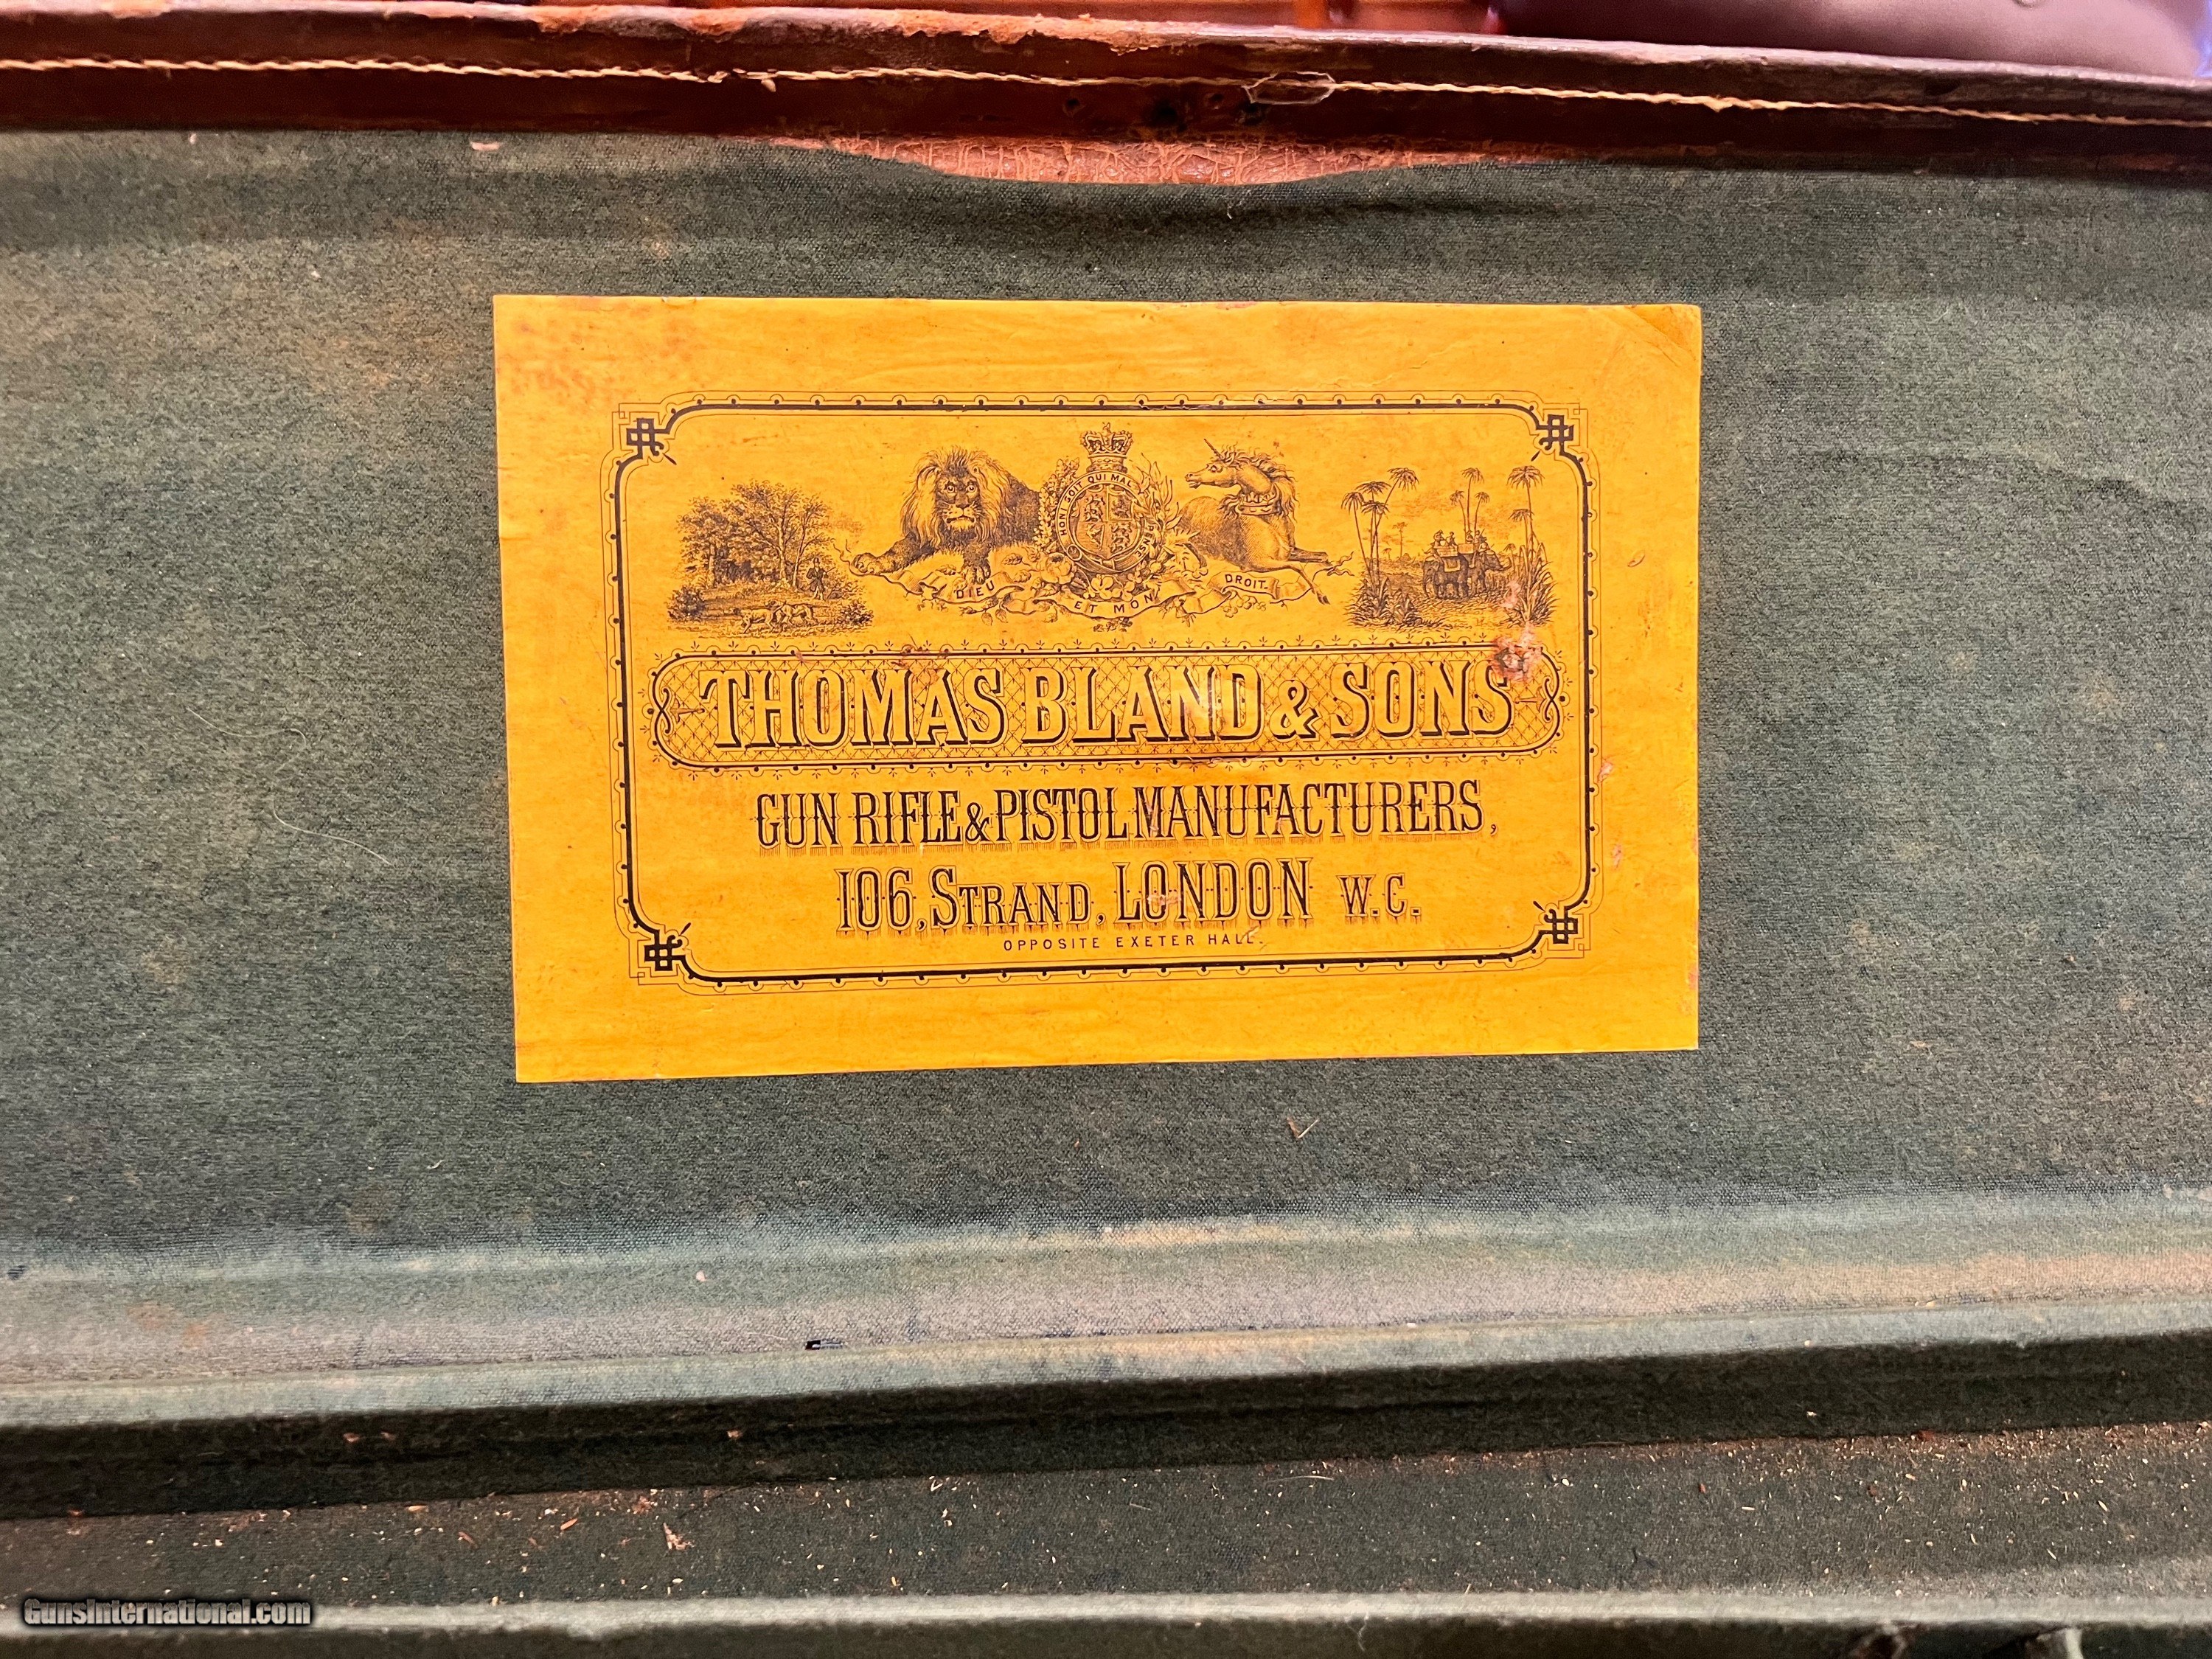 HONI SOIT QUI MAL Y PENSE
DIEU ET MON DROIT.
THOMAS BLAND & SONS
GUN RIFLE & PISTOL MANUFACTURERS,
106, STRAND, LONDON W.C.
OPPOSITE EXETER HALL.
GunsInternational.com